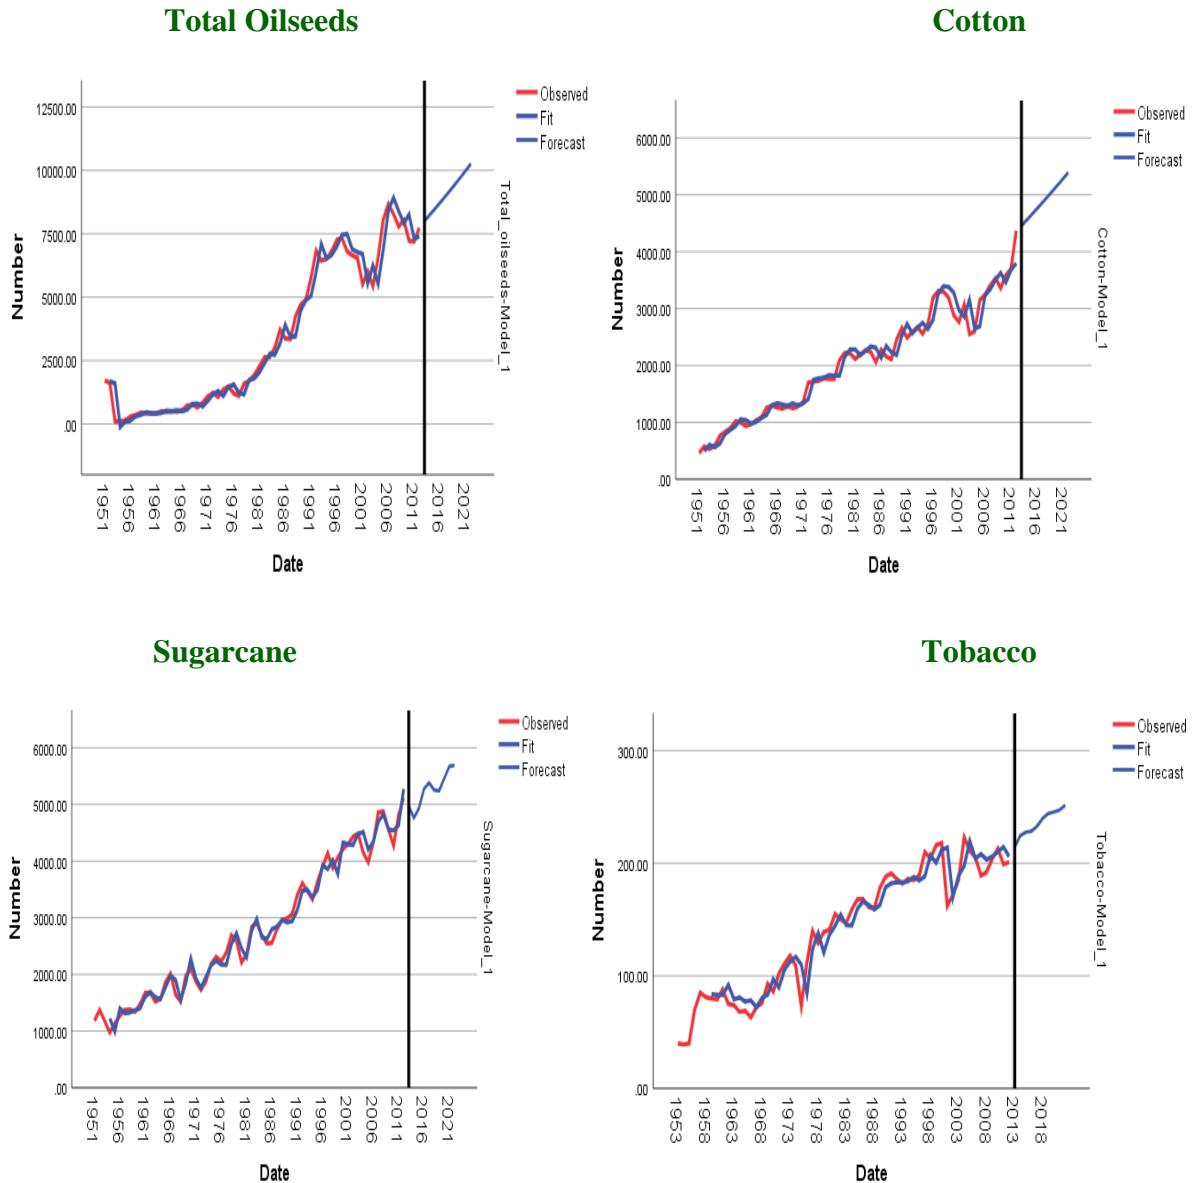 Total Oilseeds
12500.00
10000.00
7500.00
5000.00
2500.00
.00
Number
1951 1956 1961 1966 1971 1976 1981 1986 1991 1996 2001 2006 2011 2016 2021
Date
Observed
Fit
Forecast
Total_oilseeds-Model_1
Cotton
6000.00
5000.00
4000.00
3000.00
2000.00
1000.00
.00
Number
1951 1956 1961 1966 1971 1976 1981 1986 1991 1996 2001 2006 2011 2016 2021
Date
Observed
Fit
Forecast
Cotton-Model_1
Sugarcane
6000.00
5000.00
4000.00
3000.00
2000.00
1000.00
.00
Number
1951 1956 1961 1966 1971 1976 1981 1986 1991 1996 2001 2006 2011 2016 2021
Date
Observed
Fit
Forecast
Sugarcane-Model_1
Tobacco
300.00
200.00
100.00
.00
Number
1953 1958 1963 1968 1973 1978 1983 1988 1993 1998 2003 2008 2013 2018
Date
Observed
Fit
Forecast
Tobacco-Model_1